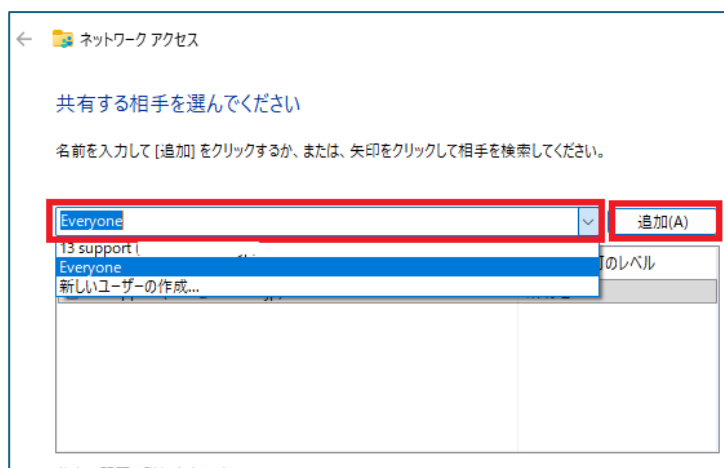 ネットワーク アクセス
共有する相手を選んでください
名前を入力して [追加] をクリックするか、または、矢印をクリックして相手を検索してください。
Everyone
追加(A)
13 support (
Everyone
のレベル
新しいユーザーの作成...